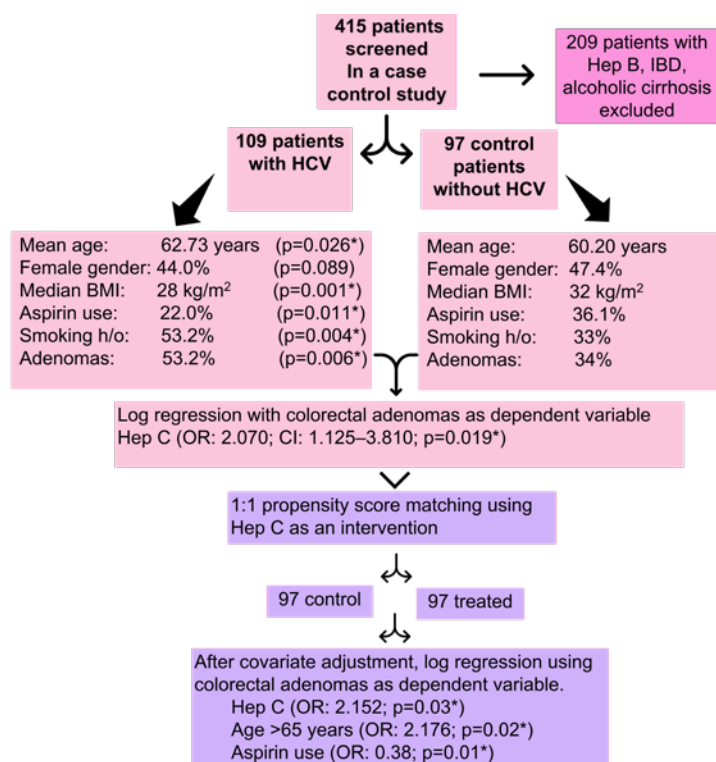 415 patients
screened
In a case
control study
209 patients with
Hep B, IBD,
alcoholic cirrhosis
excluded
109 patients
with HCV
97 control
patients
without HCV
Mean age: 62.73 years (p=0.026*)
Female gender: 44.0% (p=0.089)
Median BMI: 28 kg/m² (p=0.001*)
Aspirin use: 22.0% (p=0.011*)
Smoking h/o: 53.2% (p=0.004*)
Adenomas: 53.2% (p=0.006*)
Mean age: 60.20 years
Female gender: 47.4%
Median BMI: 32 kg/m²
Aspirin use: 36.1%
Smoking h/o: 33%
Adenomas: 34%
Log regression with colorectal adenomas as dependent variable
Hep C (OR: 2.070; CI: 1.125–3.810; p=0.019*)
1:1 propensity score matching using
Hep C as an intervention
97 control
97 treated
After covariate adjustment, log regression using
colorectal adenomas as dependent variable.
Hep C (OR: 2.152; p=0.03*)
Age >65 years (OR: 2.176; p=0.02*)
Aspirin use (OR: 0.38; p=0.01*)